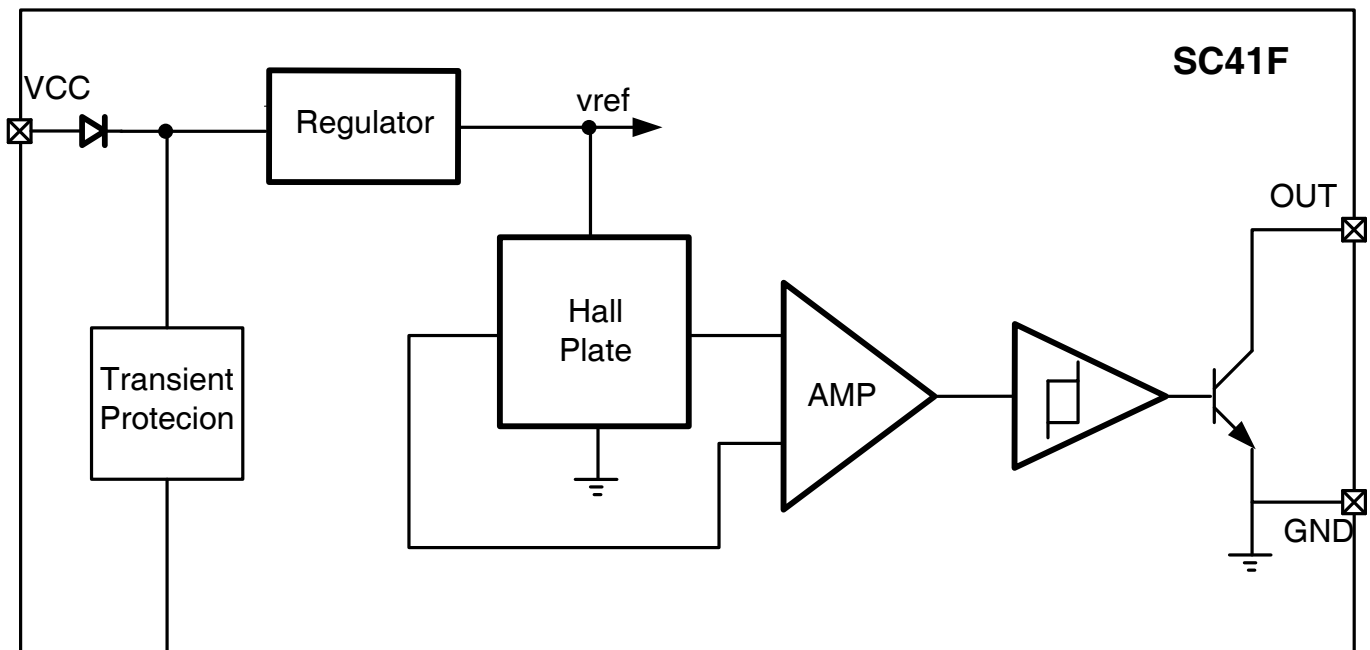 SC41F
VCC
Regulator
vref
OUT
Hall
Plate
Transient
Protecion
AMP
GND